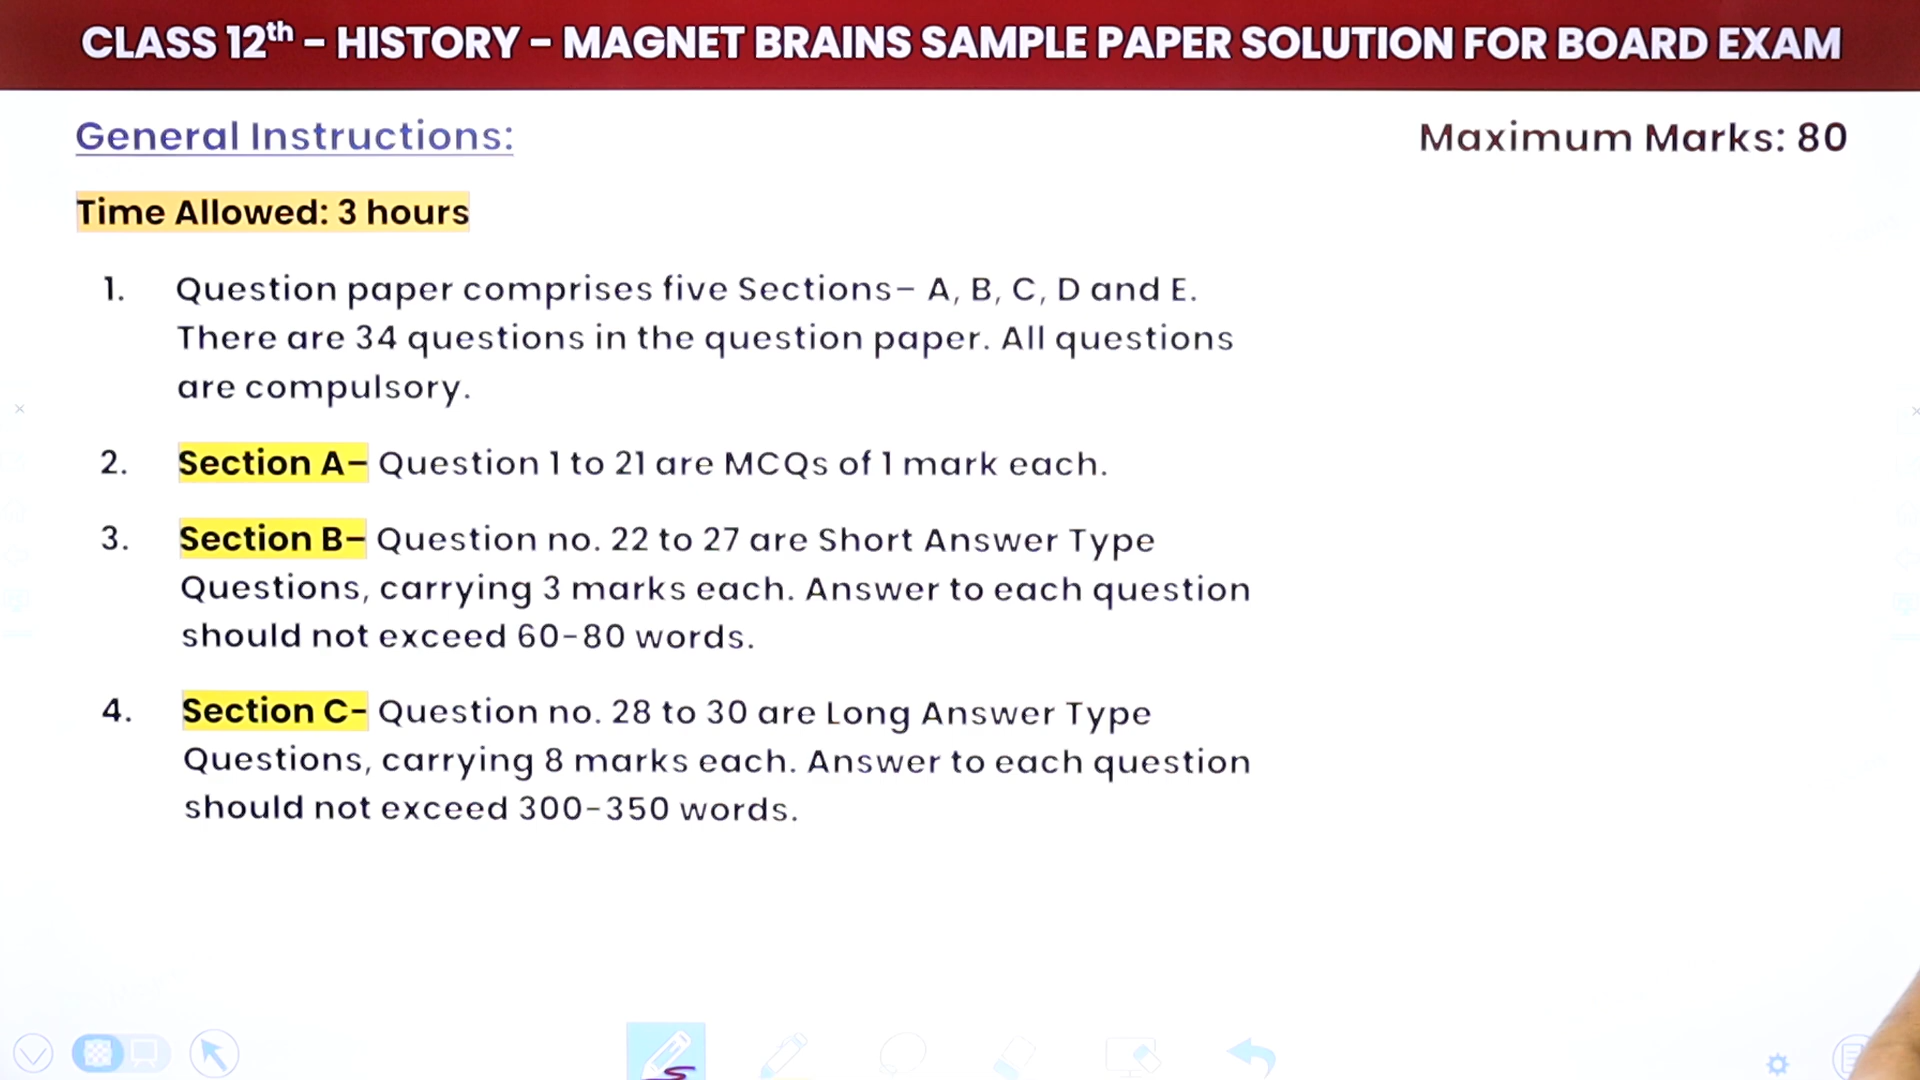 CLASS 12th – HISTORY – MAGNET BRAINS SAMPLE PAPER SOLUTION FOR BOARD EXAM
General Instructions:
Maximum Marks: 80
Time Allowed: 3 hours
1. Question paper comprises five Sections– A, B, C, D and E.
There are 34 questions in the question paper. All questions
are compulsory.
2. Section A– Question 1 to 21 are MCQs of 1 mark each.
3. Section B– Question no. 22 to 27 are Short Answer Type
Questions, carrying 3 marks each. Answer to each question
should not exceed 60-80 words.
4. Section C- Question no. 28 to 30 are Long Answer Type
Questions, carrying 8 marks each. Answer to each question
should not exceed 300-350 words.